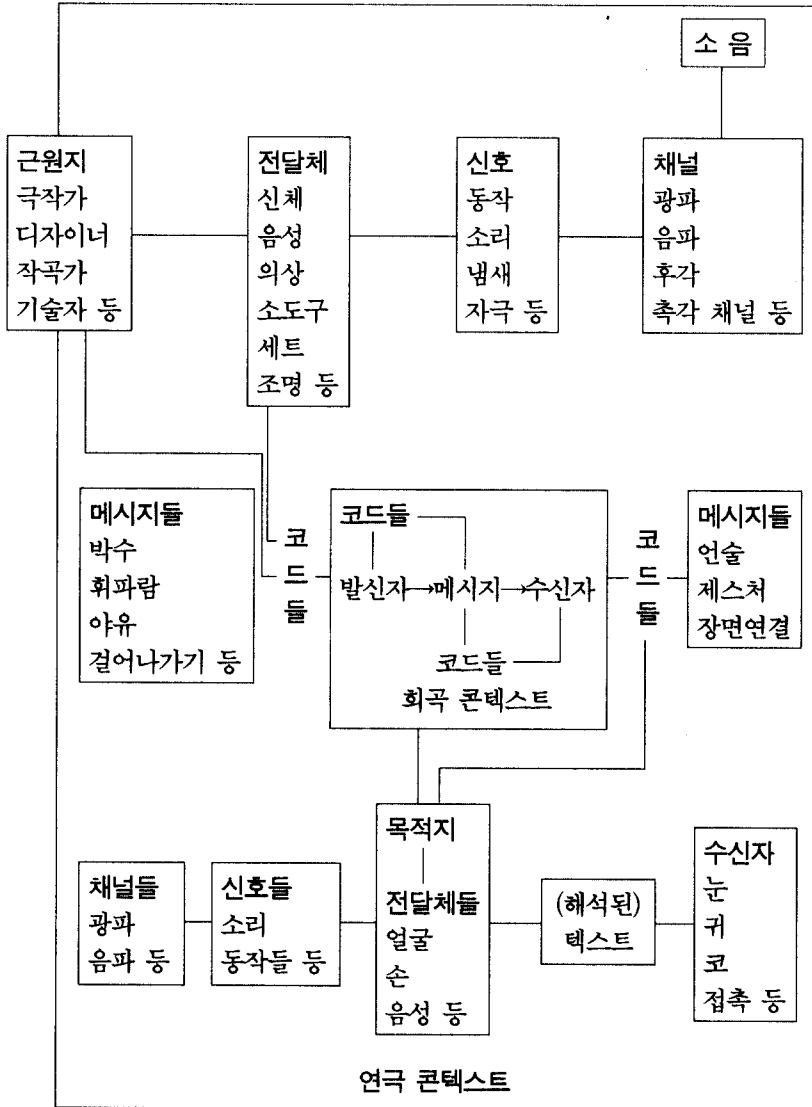 소 음
근원지
극작가
디자이너
작곡가
기술자 등
전달체
신체
음성
의상
소도구
세트
조명 등
신호
동작
소리
냄새
자극 등
채널
광파
음파
후각
촉각 채널 등
메시지들
박수
휘파람
야유
걸어나가기 등
코
드
들
코드들
발신자→메시지→수신자
코드들
희곡 콘텍스트
코
드
들
메시지들
언술
제스처
장면연결
채널들
광파
음파 등
신호들
소리
동작들 등
목적지
전달체들
얼굴
손
음성 등
(해석된)
텍스트
수신자
눈
귀
코
접촉 등
연극 콘텍스트